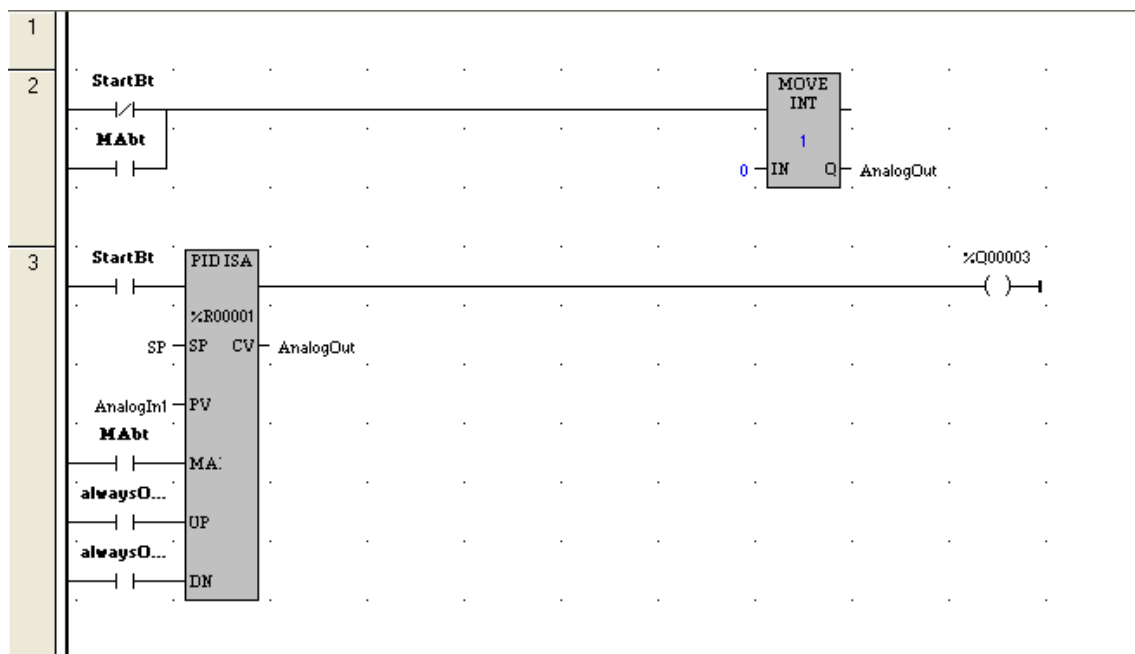 1
2
StartBt
MOVE
INT
MAbt
1
0 IN Q AnalogOut
3
StartBt PID ISA %Q00003
%R00001
SP SP CV AnalogOut
AnalogIn1 PV
MAbt
MA:
alwaysO...
UP
alwaysO...
DN